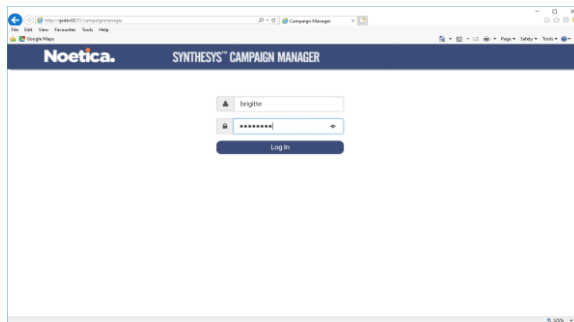 Campaign Manager
File Edit View Favourites Tools Help
Google Maps
Page Safety Tools
Noetica.
SYNTHESYS™ CAMPAIGN MANAGER
brigitte
Log In
125%